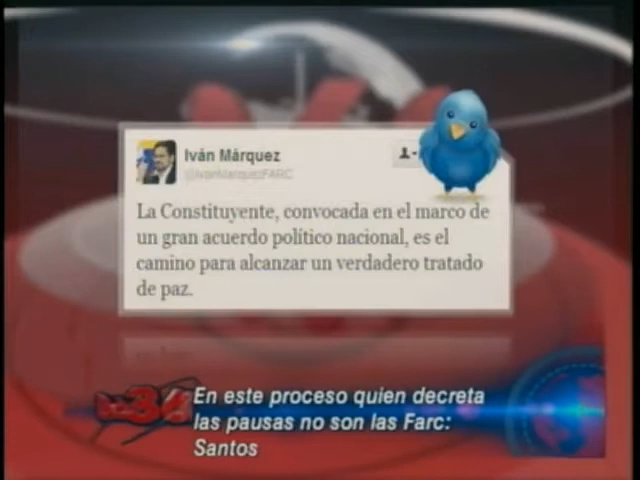 Iván Márquez
@IvanMarquezFARC
La Constituyente, convocada en el marco de
un gran acuerdo político nacional, es el
camino para alcanzar un verdadero tratado
de paz.
En este proceso quien decreta
las pausas no son las Farc:
Santos